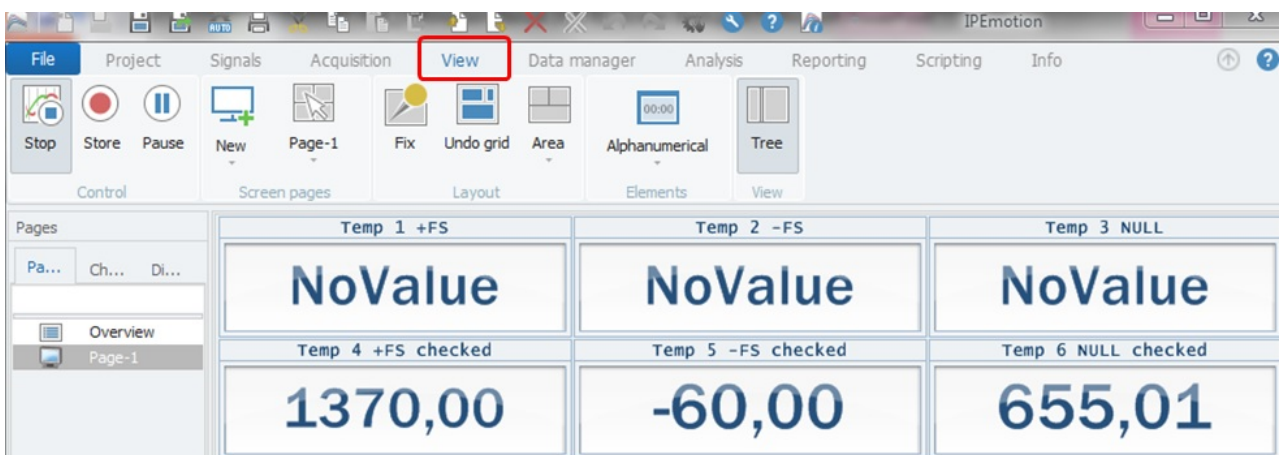 AUTO
IPEmotion
File Project Signals Acquisition View Data manager Analysis Reporting Scripting Info
00:00
Stop Store Pause New Page-1 Fix Undo grid Area Alphanumerical Tree
Control Screen pages Layout Elements View
Pages
Pa... Ch... Di...
Overview
Page-1
Temp 1 +FS Temp 2 -FS Temp 3 NULL
NoValue NoValue NoValue
Temp 4 +FS checked Temp 5 -FS checked Temp 6 NULL checked
1370,00 -60,00 655,01